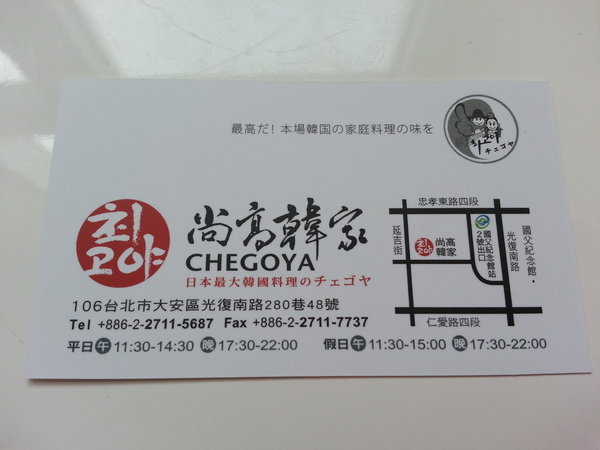 最高だ！本場韓国の家庭料理の味を
チェゴヤ
최고야
尚高韓家
CHEGOYA
日本最大韓國料理のチェゴヤ
106台北市大安區光復南路280巷48號
Tel +886-2-2711-5687 Fax +886-2-2711-7737
平日午11:30-14:30 晚17:30-22:00 假日午11:30-15:00 晚17:30-22:00
忠孝東路四段
延吉街
최고야
尚高韓家
國父紀念館站
2號出口
光復南路
國父紀念館・
仁愛路四段